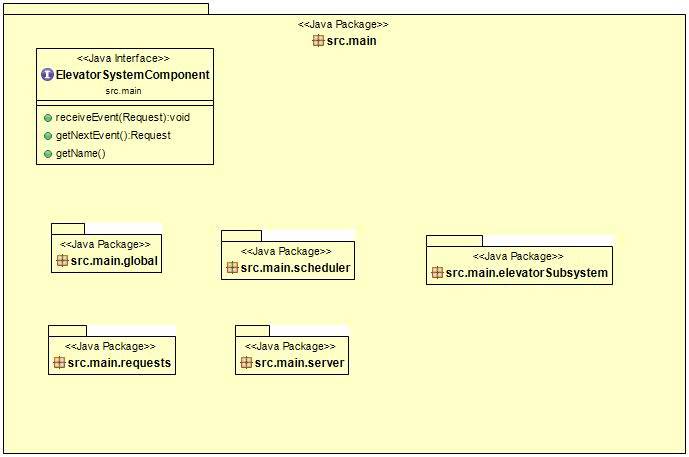 <<Java Package>>
src.main
<<Java Interface>>
ElevatorSystemComponent
src.main
receiveEvent(Request):void
getNextEvent():Request
getName()
<<Java Package>>
src.main.global
<<Java Package>>
src.main.scheduler
<<Java Package>>
src.main.elevatorSubsystem
<<Java Package>>
src.main.requests
<<Java Package>>
src.main.server